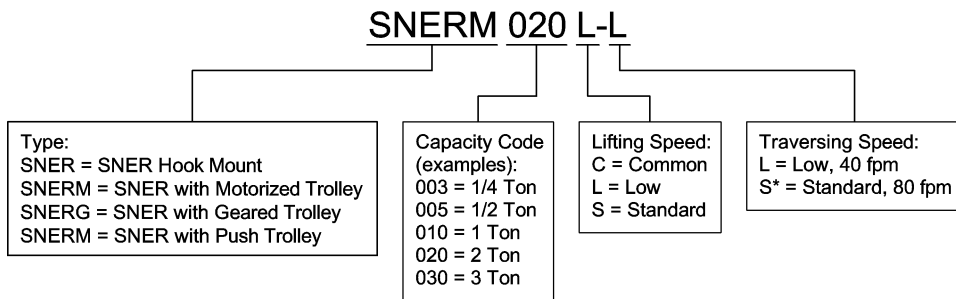 SNERM 020 L-L
Type:
SNER = SNER Hook Mount
SNERM = SNER with Motorized Trolley
SNERG = SNER with Geared Trolley
SNERM = SNER with Push Trolley
Capacity Code
(examples):
003 = 1/4 Ton
005 = 1/2 Ton
010 = 1 Ton
020 = 2 Ton
030 = 3 Ton
Lifting Speed:
C = Common
L = Low
S = Standard
Traversing Speed:
L = Low, 40 fpm
S* = Standard, 80 fpm